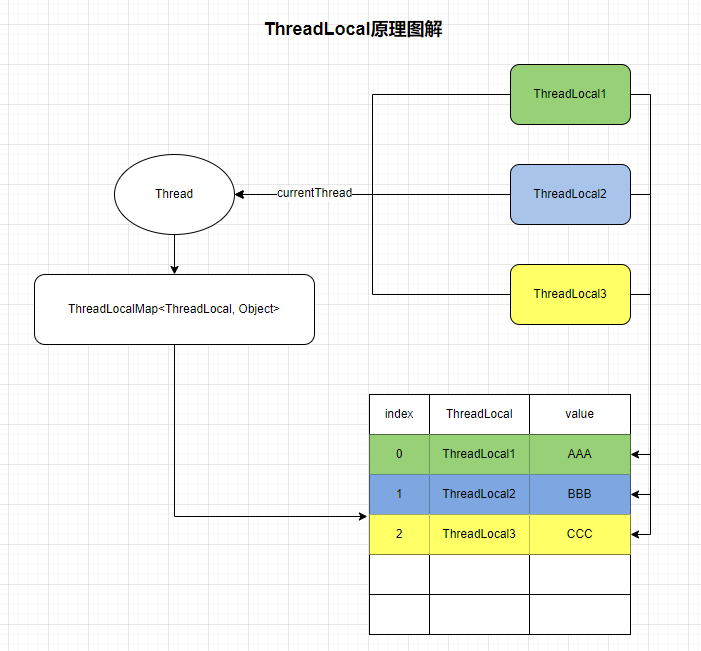 ThreadLocal原理图解
ThreadLocal1
Thread
currentThread
ThreadLocal2
ThreadLocal3
ThreadLocalMap<ThreadLocal, Object>
index ThreadLocal value
0 ThreadLocal1 AAA
1 ThreadLocal2 BBB
2 ThreadLocal3 CCC